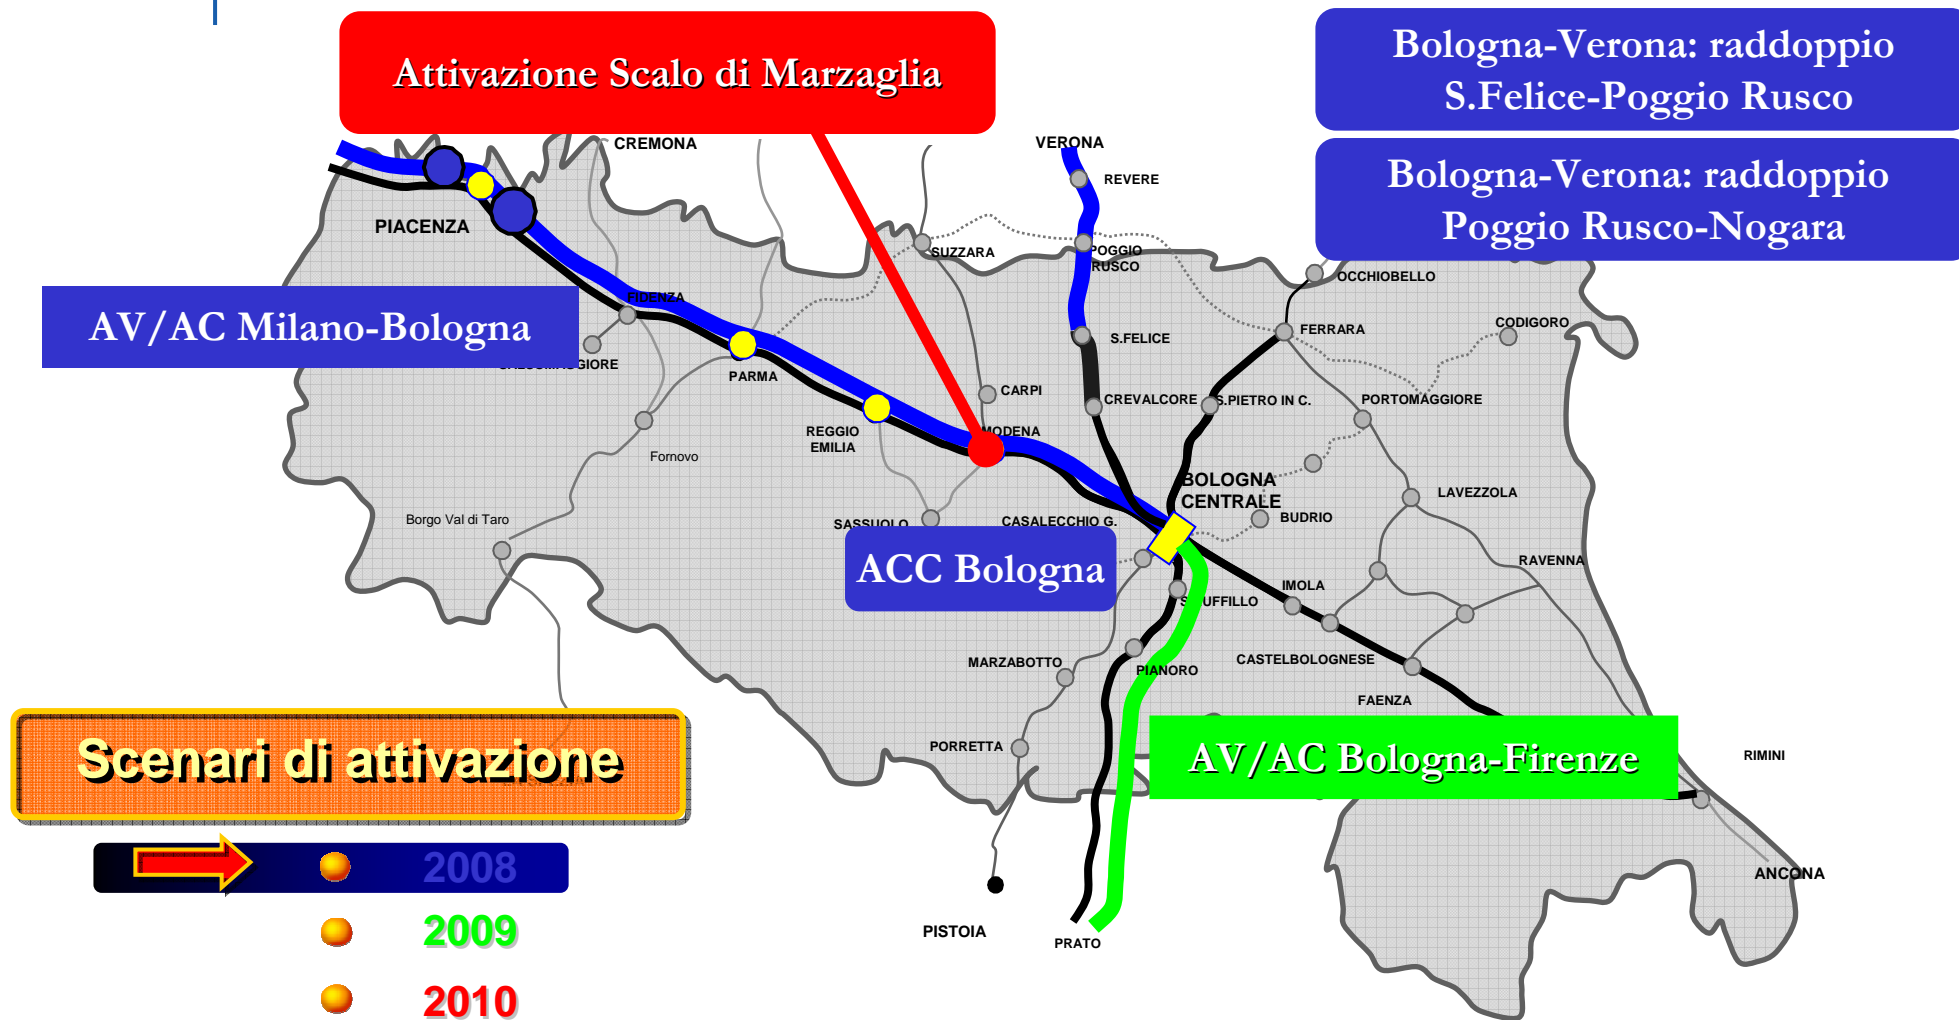 Attivazione Scalo di Marzaglia
Bologna-Verona: raddoppio
S.Felice-Poggio Rusco
Bologna-Verona: raddoppio
Poggio Rusco-Nogara
CREMONA
VERONA
REVERE
PIACENZA
SUZZARA
POGGIO
RUSCO
OCCHIOBELLO
FIDENZA
AV/AC Milano-Bologna
S.FELICE
FERRARA
CODIGORO
PARMA
CARPI
CREVALCORE
S.PIETRO IN C.
PORTOMAGGIORE
REGGIO
EMILIA
MODENA
Fornovo
BOLOGNA
CENTRALE
LAVEZZOLA
Borgo Val di Taro
SASSUOLO
CASALECCHIO G.
BUDRIO
ACC Bologna
RAVENNA
IMOLA
MARZABOTTO
PIANORO
CASTELBOLOGNESE
FAENZA
PORRETTA
AV/AC Bologna-Firenze
RIMINI
Scenari di attivazione
2008
ANCONA
2009
PISTOIA
PRATO
2010